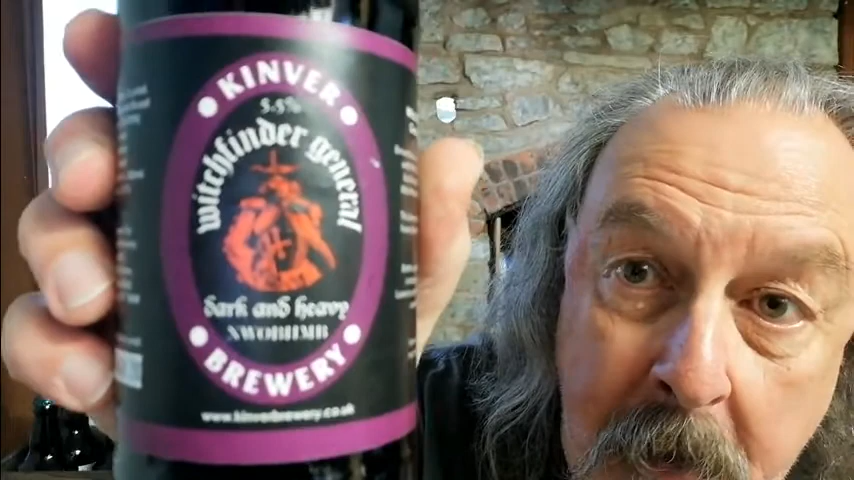 KINVER
5.5%
witchfinder general
dark and heavy
BREWERY
www.kinverbrewery.co.uk